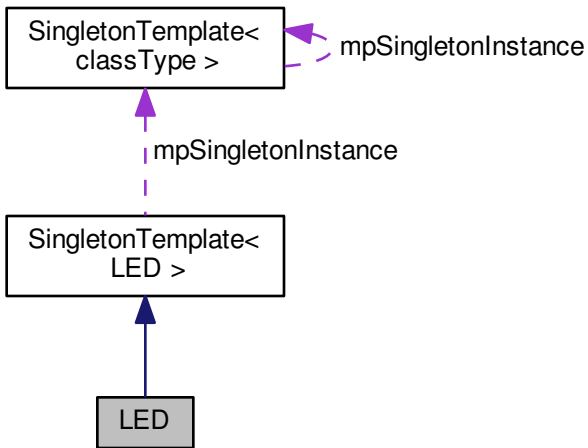 SingletonTemplate<
classType >
mpSingletonInstance
mpSingletonInstance
SingletonTemplate<
LED >
LED